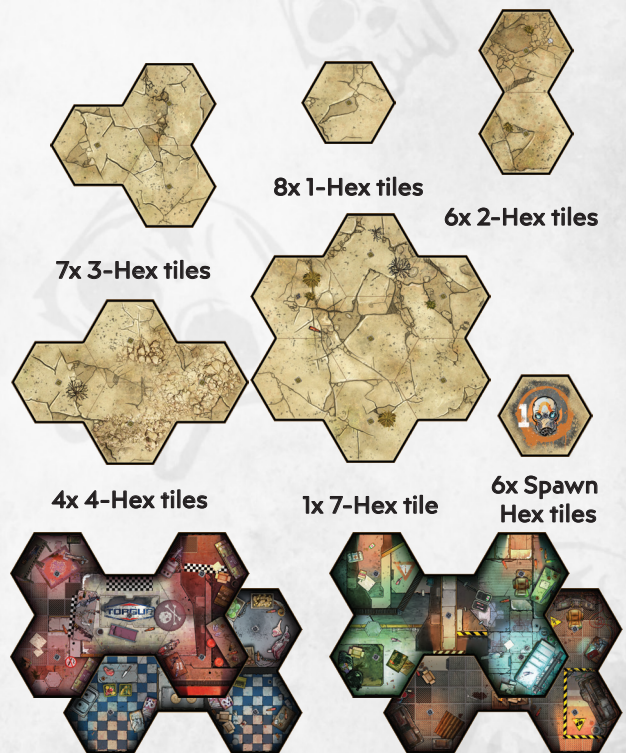 8x 1-Hex tiles
6x 2-Hex tiles
7x 3-Hex tiles
1
4x 4-Hex tiles
1x 7-Hex tile
6x Spawn
Hex tiles
TORGUE